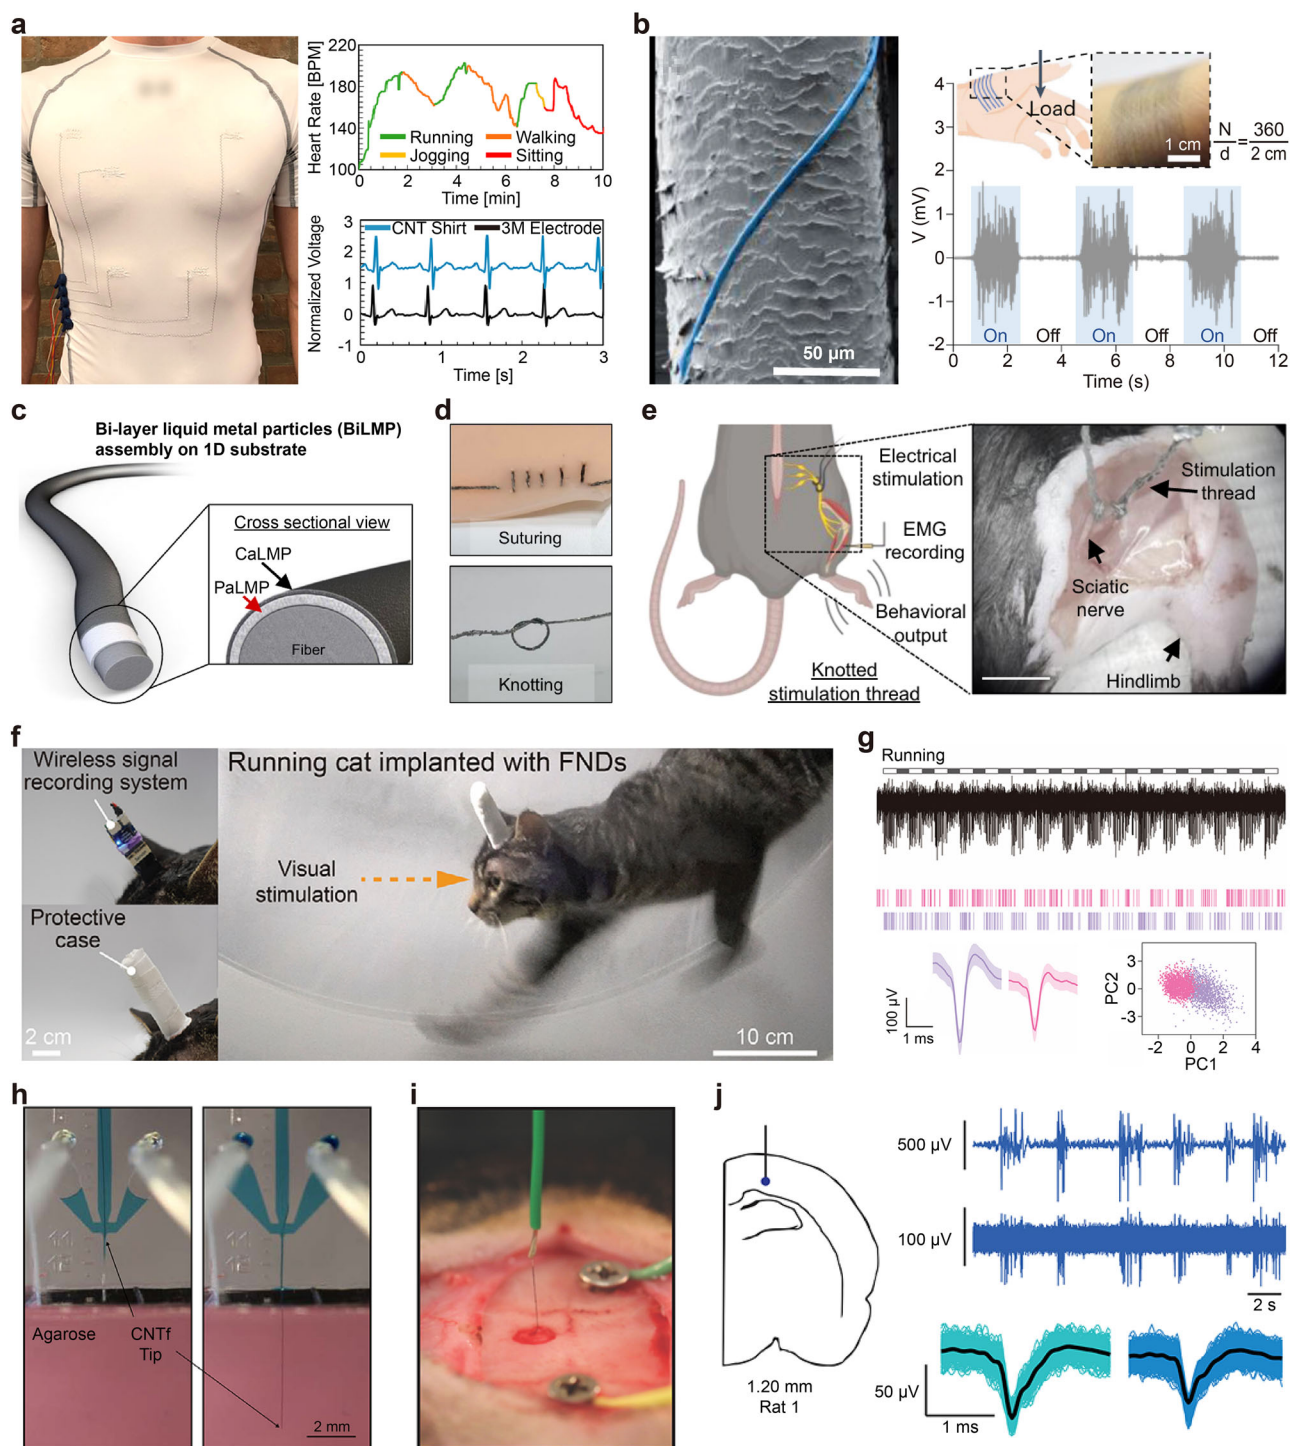 a
220
180
140
100
Heart Rate [BPM]
Running
Walking
Jogging
Sitting
0 2 4 6 8 10
Time [min]
3
2
1
0
-1
Normalized Voltage
CNT Shirt
3M Electrode
0 1 2 3
Time [s]
b
50 µm
4
3
2
1
0
-1
-2
V (mV)
Load
1 cm
N/d = 360/2 cm
On Off On Off On Off
0 2 4 6 8 10 12
Time (s)
c
Bi-layer liquid metal particles (BiLMP)
assembly on 1D substrate
Cross sectional view
CaLMP
PaLMP
Fiber
d
Suturing
Knotting
e
Electrical
stimulation
EMG
recording
Behavioral
output
Knotted
stimulation thread
Stimulation
thread
Sciatic
nerve
Hindlimb
f
Wireless signal
recording system
Protective
case
2 cm
Running cat implanted with FNDs
Visual
stimulation
10 cm
g
Running
100 µV
1 ms
3
0
-3
PC2
-2 0 2 4
PC1
h
Agarose
CNTf
Tip
2 mm
i
j
1.20 mm
Rat 1
500 µV
100 µV
2 s
50 µV
1 ms